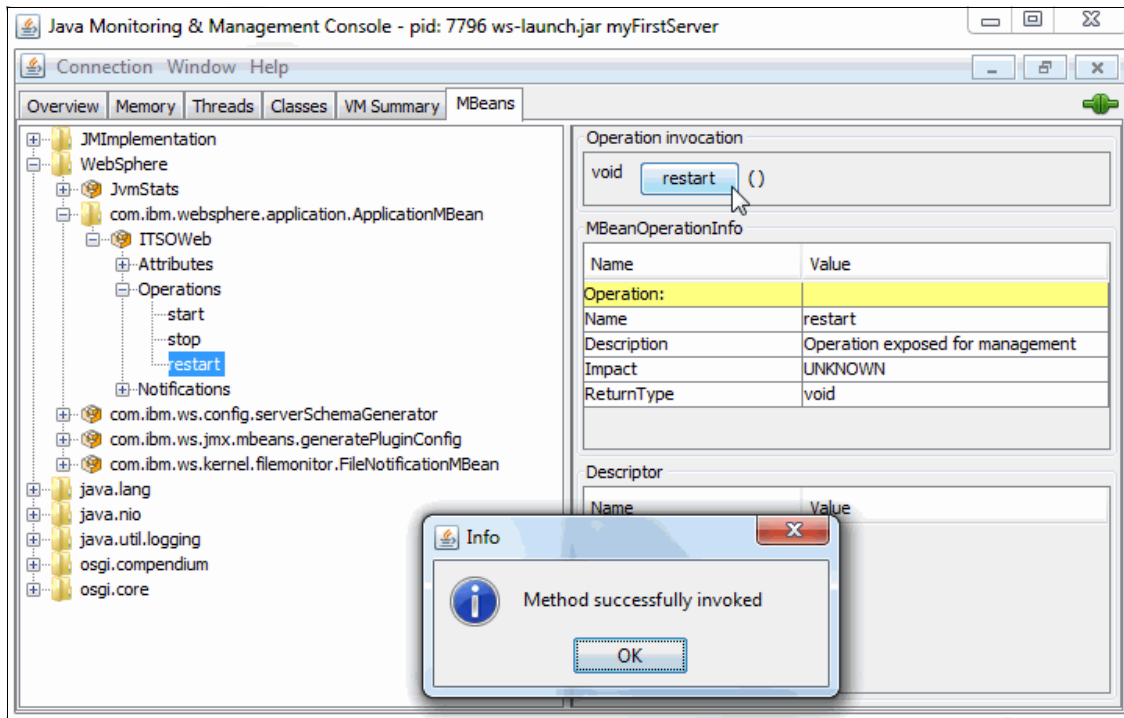 Java Monitoring & Management Console - pid: 7796 ws-launch.jar myFirstServer
Connection Window Help
Overview Memory Threads Classes VM Summary MBeans
JMImplementation
WebSphere
JvmStats
com.ibm.websphere.application.ApplicationMBean
ITSOWeb
Attributes
Operations
start
stop
restart
Notifications
com.ibm.ws.config.serverSchemaGenerator
com.ibm.ws.jmx.mbeans.generatePluginConfig
com.ibm.ws.kernel.filemonitor.FileNotificationMBean
java.lang
java.nio
java.util.logging
osgi.compendium
osgi.core
Operation invocation
void restart ()
MBeanOperationInfo
Name Value
Operation:
Name restart
Description Operation exposed for management
Impact UNKNOWN
ReturnType void
Descriptor
Name Value
Info
Method successfully invoked
OK